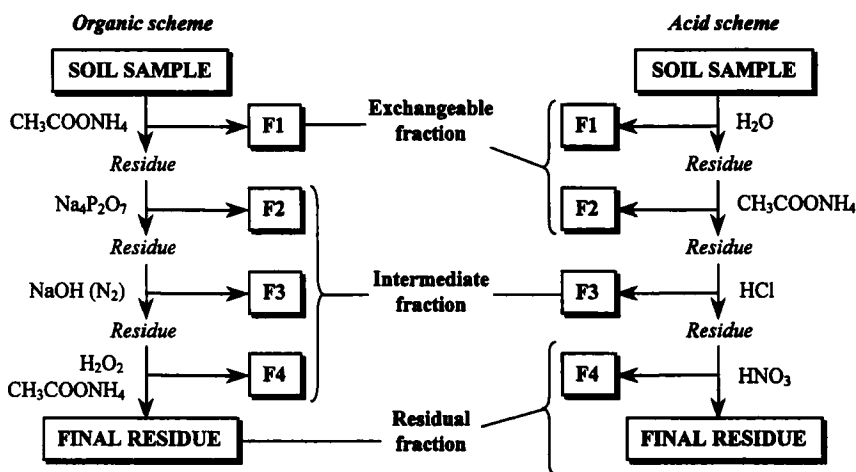 Organic scheme
SOIL SAMPLE
CH₃COONH₄
F1
Residue
Na₄P₂O₇
F2
Residue
NaOH (N₂)
F3
Residue
H₂O₂
CH₃COONH₄
F4
FINAL RESIDUE
Exchangeable
fraction
Intermediate
fraction
Residual
fraction
Acid scheme
SOIL SAMPLE
F1
H₂O
Residue
F2
CH₃COONH₄
Residue
F3
HCl
Residue
F4
HNO₃
FINAL RESIDUE